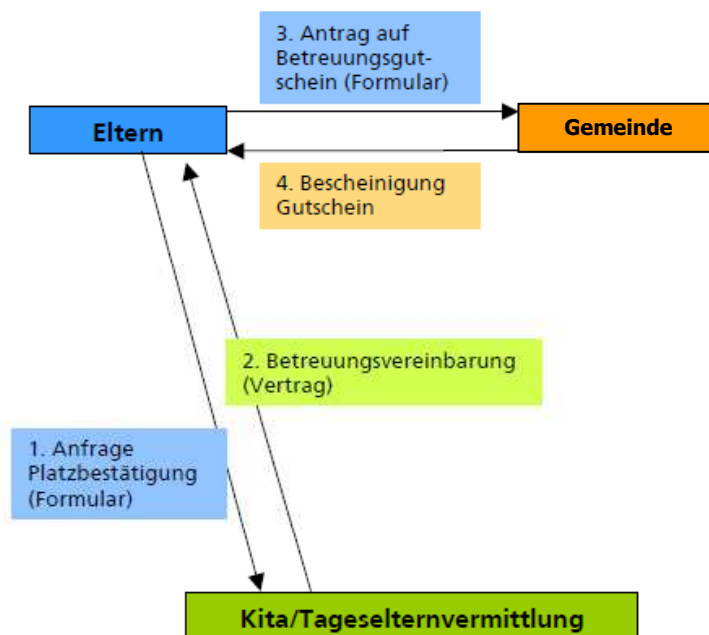 3. Antrag auf
Betreuungsgut-
schein (Formular)
Eltern
Gemeinde
4. Bescheinigung
Gutschein
2. Betreuungsvereinbarung
(Vertrag)
1. Anfrage
Platzbestätigung
(Formular)
Kita/Tageselternvermittlung